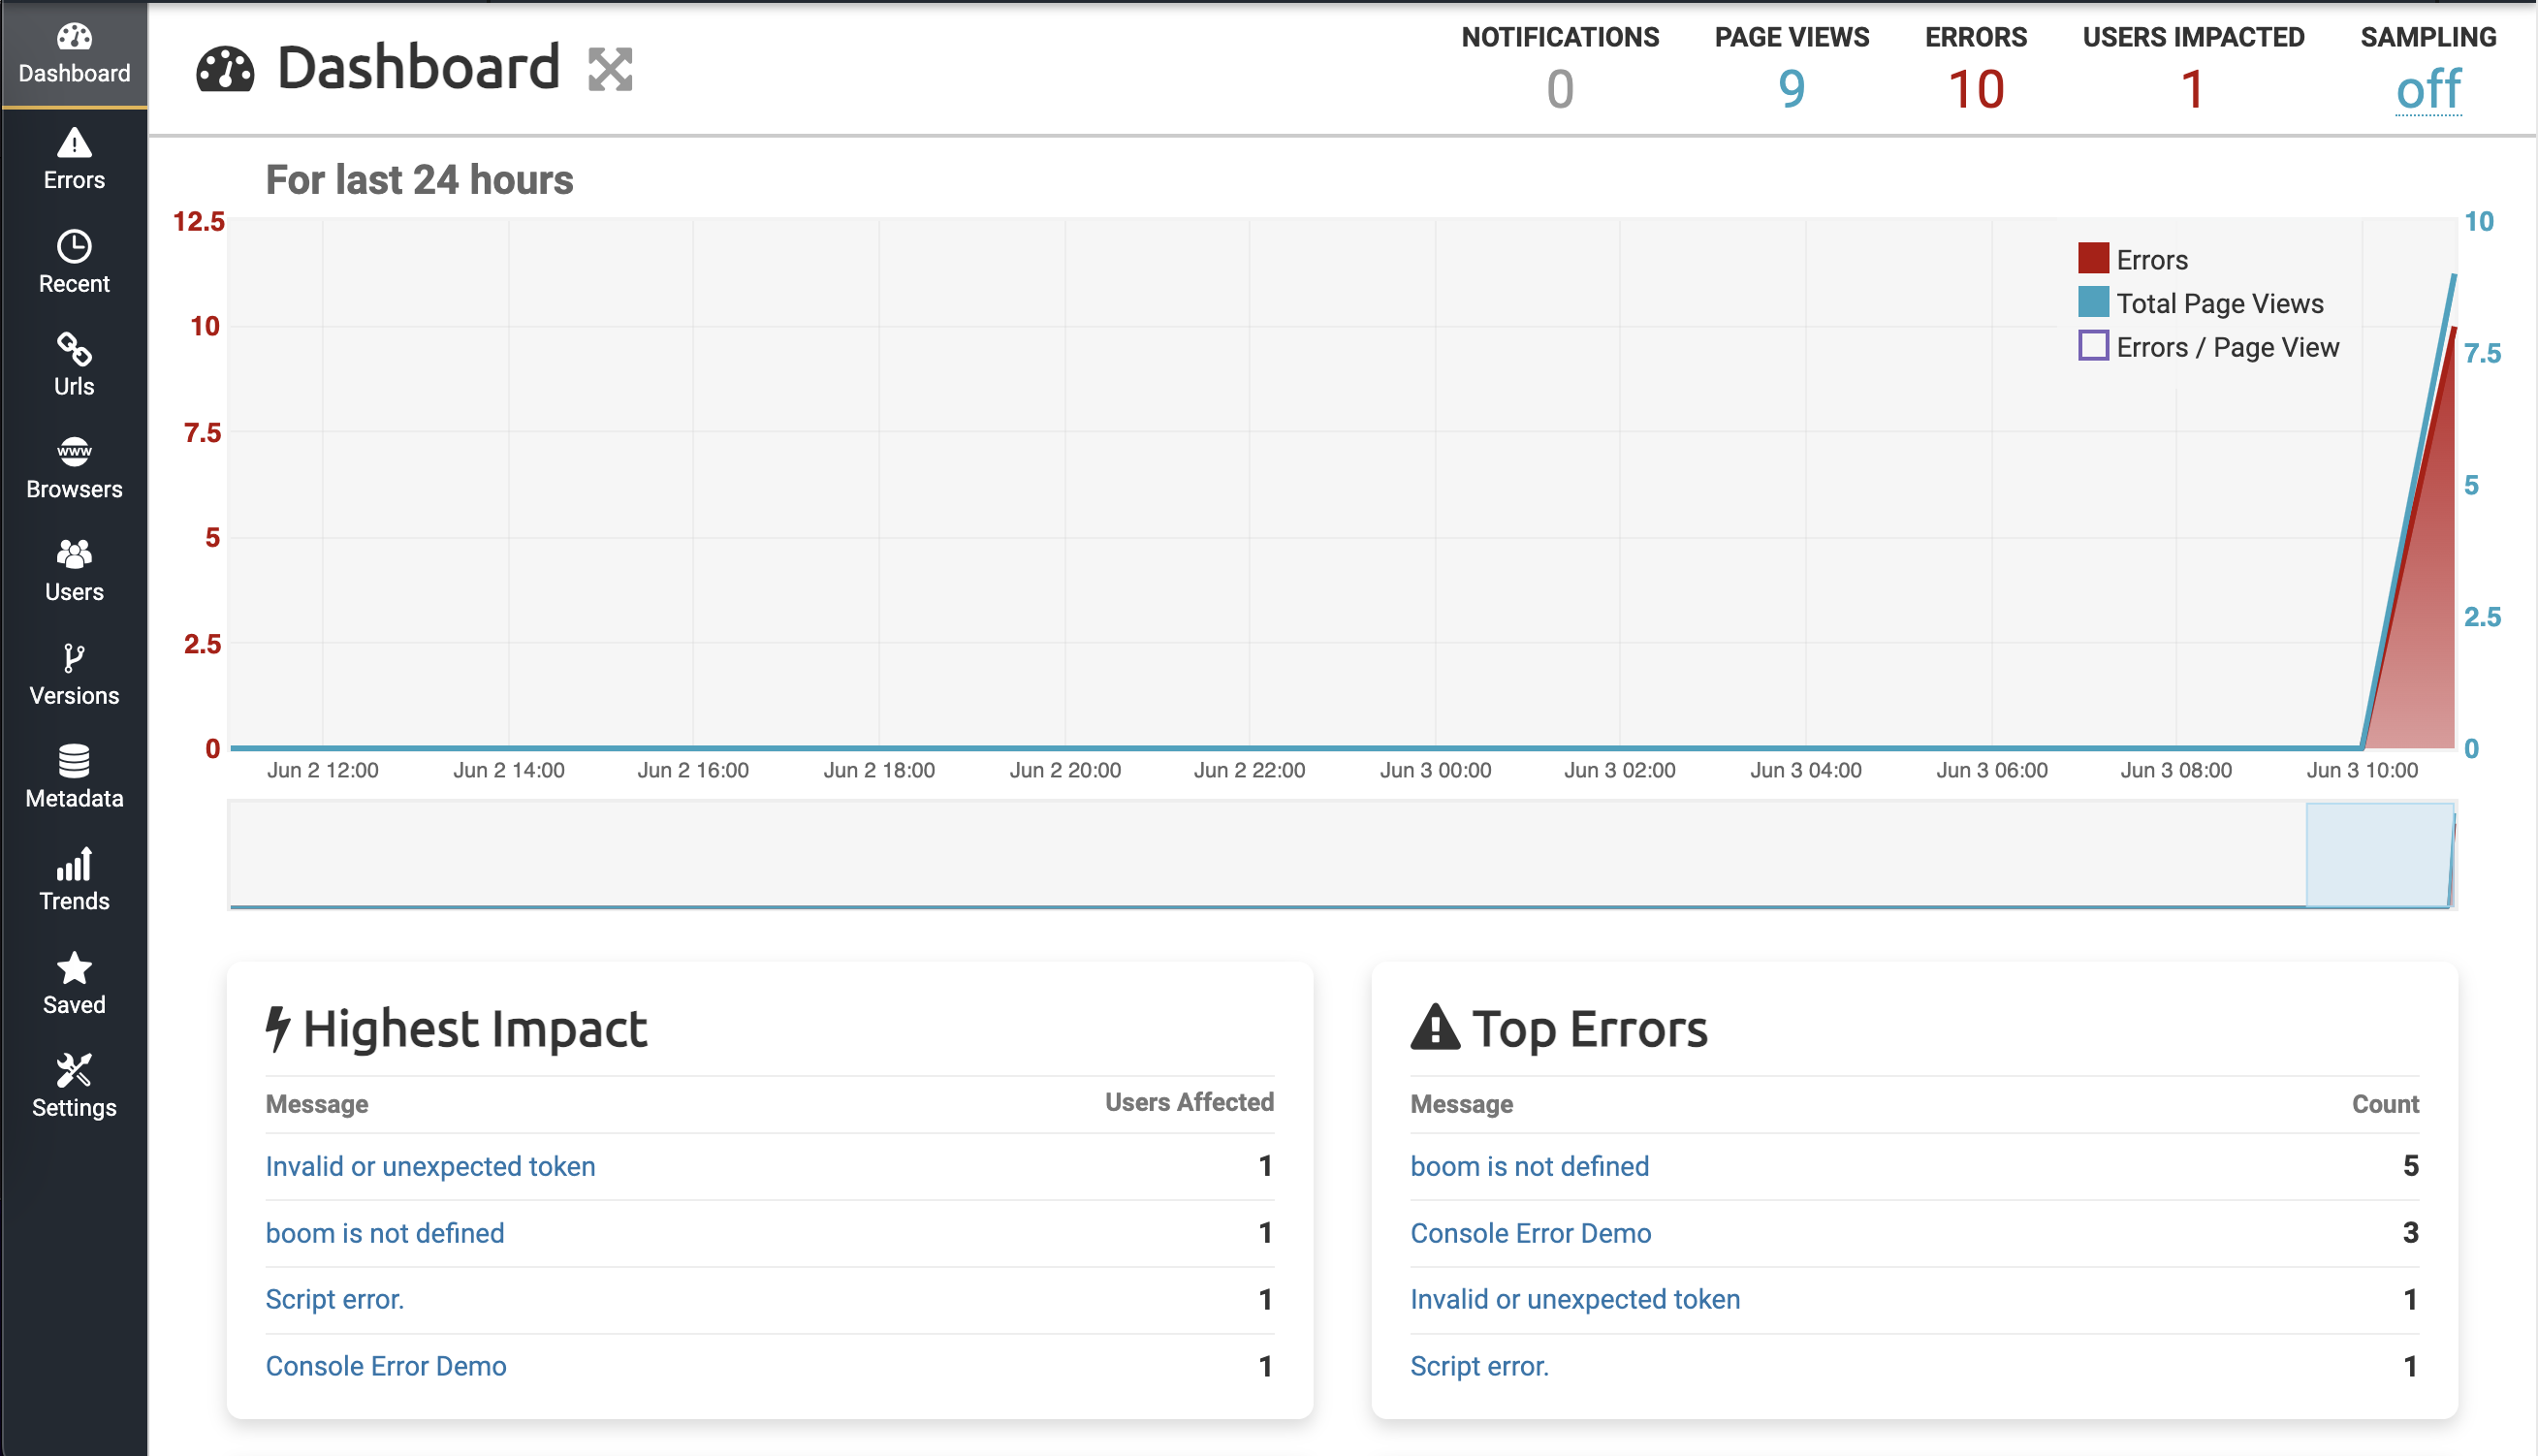 Dashboard
Errors
Recent
Urls
www
Browsers
Users
Versions
Metadata
Trends
Saved
Settings
Dashboard
NOTIFICATIONS PAGE VIEWS ERRORS USERS IMPACTED SAMPLING
0 9 10 1 off
For last 24 hours
12.5
10
7.5
5
2.5
0
Errors
Total Page Views
Errors / Page View
10
7.5
5
2.5
0
Jun 2 12:00 Jun 2 14:00 Jun 2 16:00 Jun 2 18:00 Jun 2 20:00 Jun 2 22:00 Jun 3 00:00 Jun 3 02:00 Jun 3 04:00 Jun 3 06:00 Jun 3 08:00 Jun 3 10:00
Highest Impact
Message Users Affected
Invalid or unexpected token 1
boom is not defined 1
Script error. 1
Console Error Demo 1
Top Errors
Message Count
boom is not defined 5
Console Error Demo 3
Invalid or unexpected token 1
Script error. 1